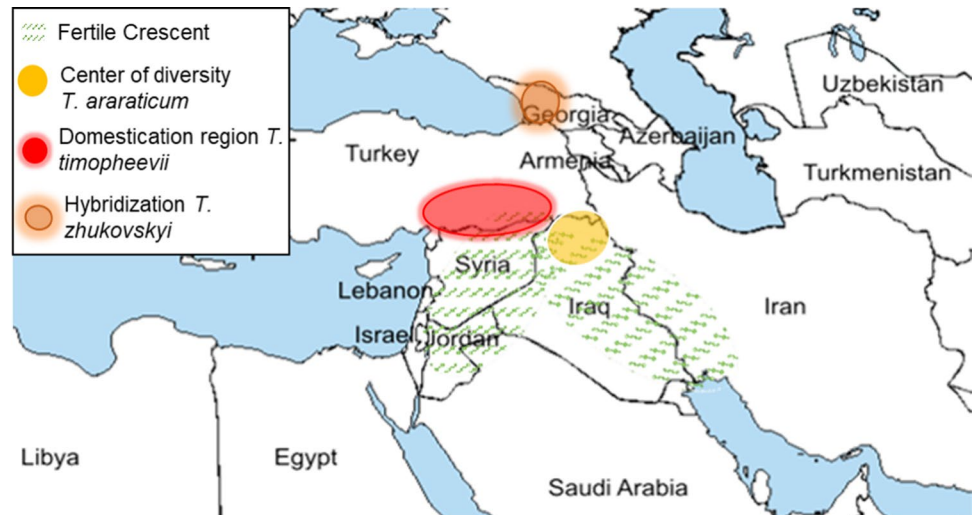 Fertile Crescent
Center of diversity
T. araraticum
Domestication region T.
timopheevii
Hybridization T.
zhukovskyi
Uzbekistan
Georgia
Azerbaijan
Turkey
Armenia
Turkmenistan
Syria
Lebanon
Iraq
Iran
Israel
Jordan
Libya
Egypt
Saudi Arabia